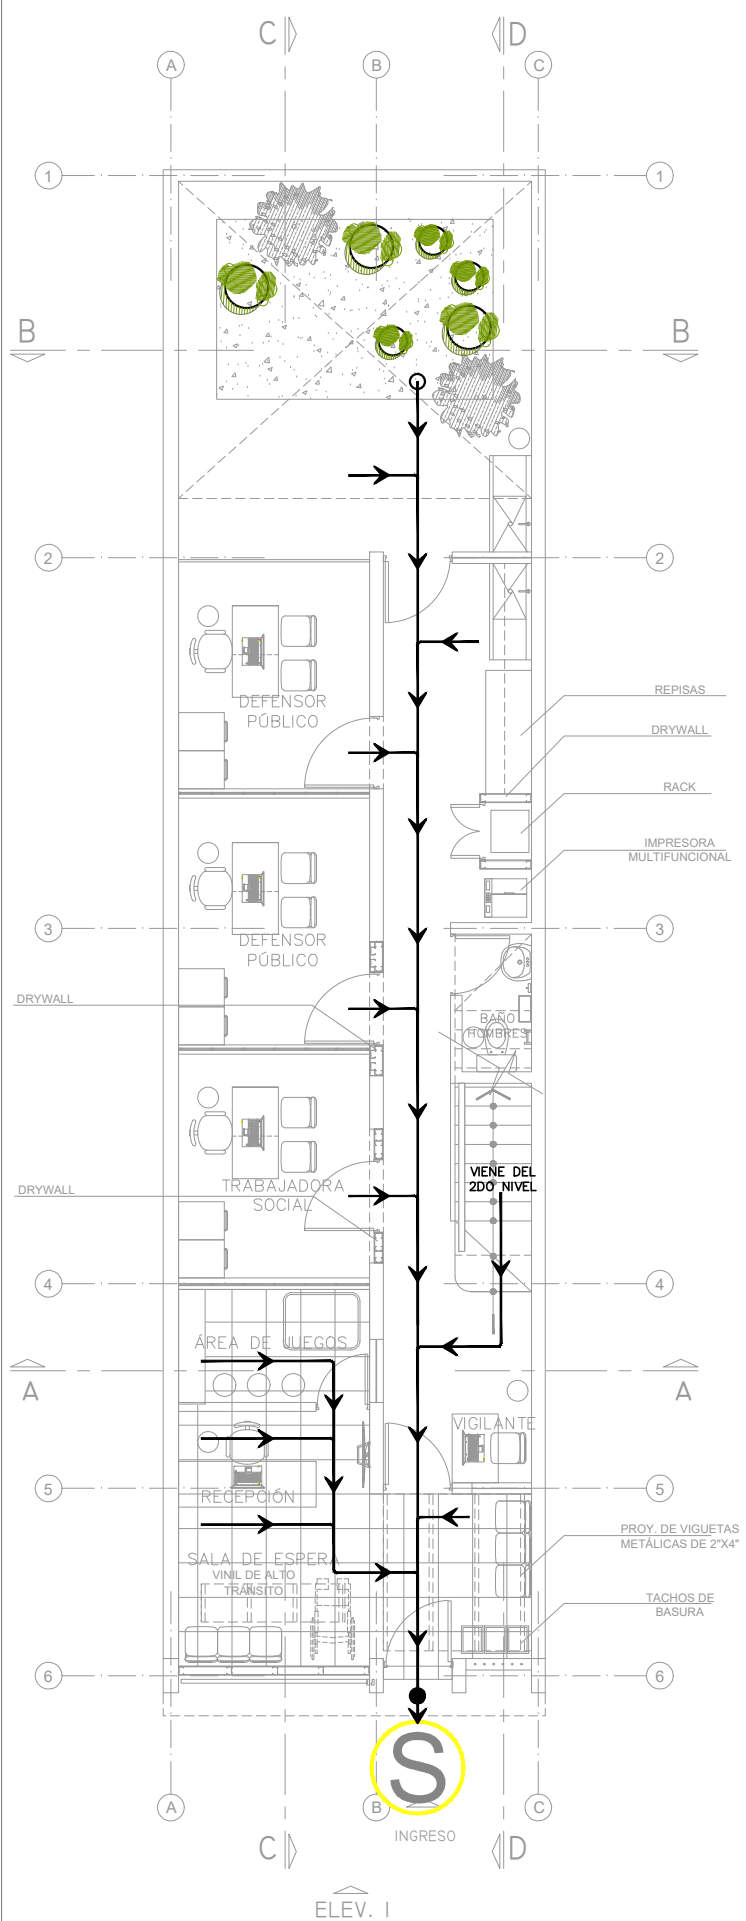 C
D
A
B
C
1
1
B
B
2
2
DEFENSOR
PÚBLICO
REPISAS
DRYWALL
RACK
IMPRESORA
MULTIFUNCIONAL
3
3
DEFENSOR
PÚBLICO
DRYWALL
BAÑO
HOMBRES
VIENE DEL
2DO NIVEL
TRABAJADORA
SOCIAL
DRYWALL
4
4
ÁREA DE JUEGOS
A
A
VIGILANTE
5
5
RECEPCIÓN
PROY. DE VIGUETAS
METÁLICAS DE 2"X4"
SALA DE ESPERA
VINIL DE ALTO
TRÁNSITO
TACHOS DE
BASURA
6
6
S
A
B
C
INGRESO
C
D
ELEV. 1